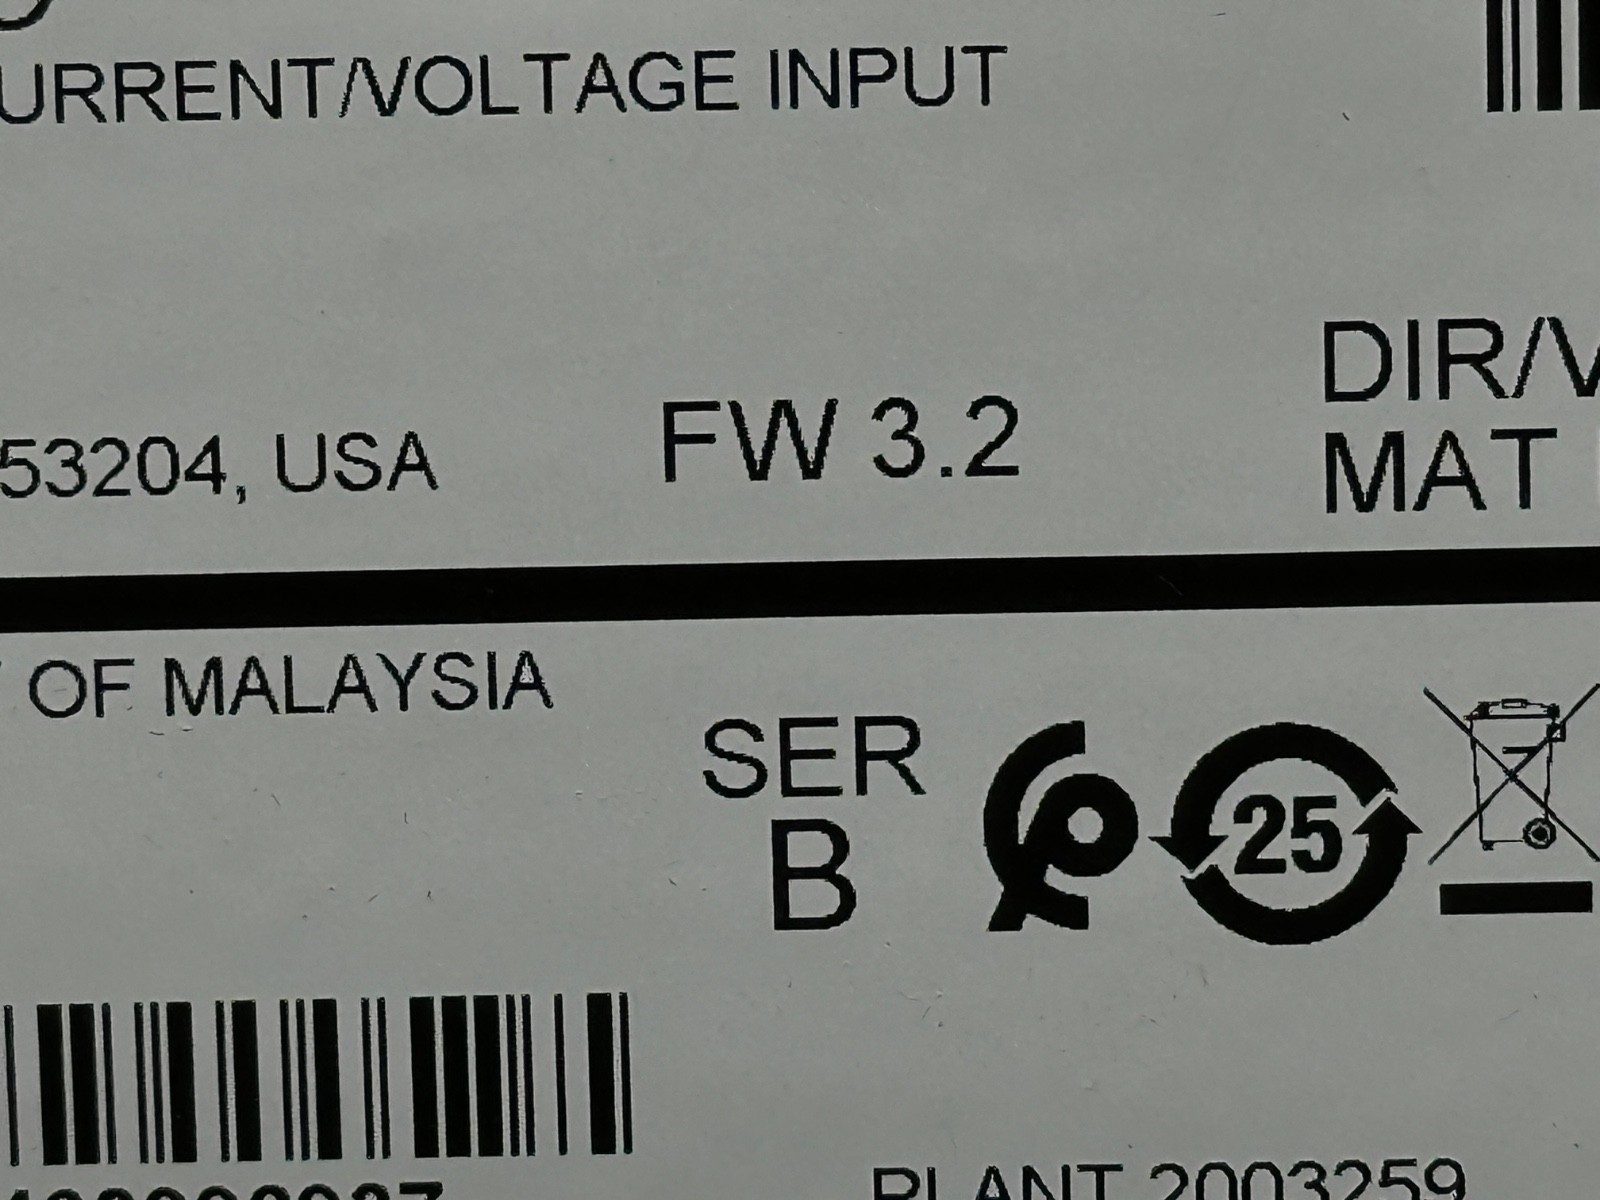 URRENT/VOLTAGE INPUT
53204, USA
FW 3.2
DIR/V
MAT
OF MALAYSIA
SER
B
25
PLANT 2003259